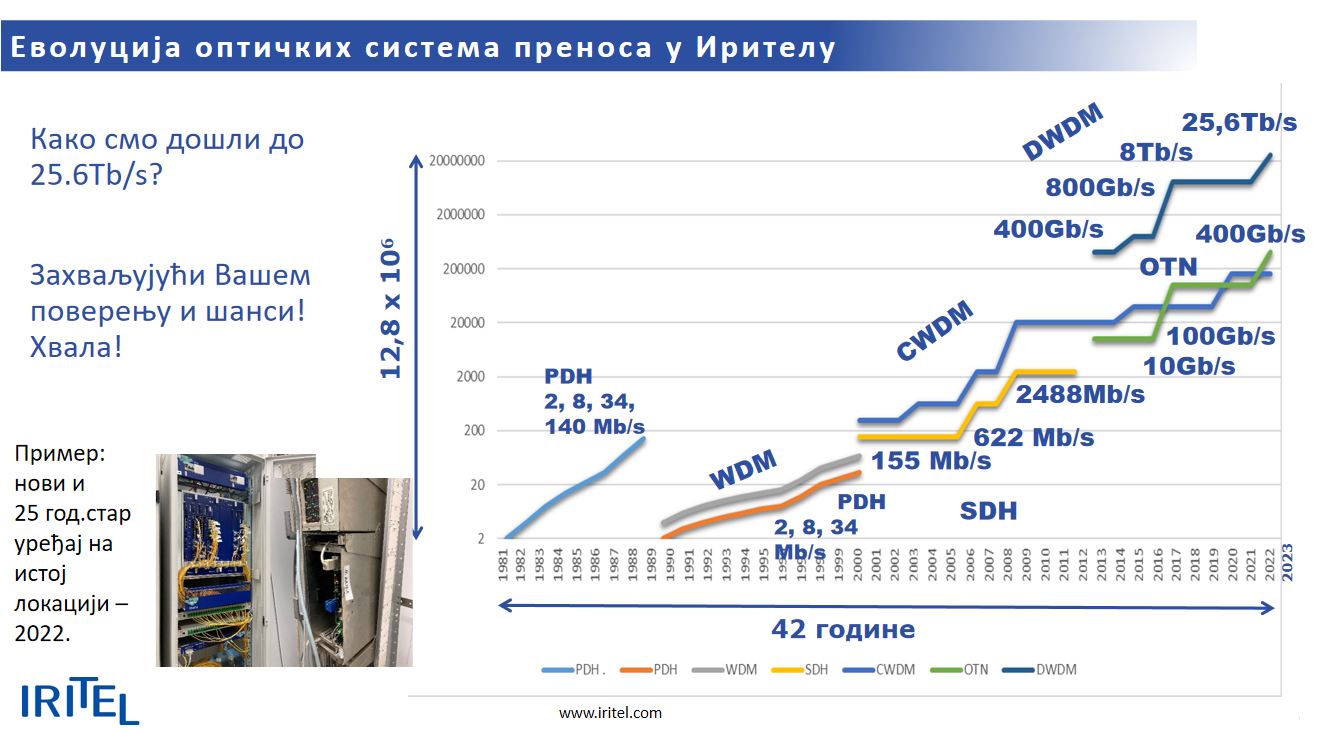 Еволуција оптичких система преноса у Иритeлу
Како смо дошли до
25.6Tb/s?
Захваљујући Вашем
поверењу и шанси!
Хвала!
Пример:
нови и
25 год.стар
уређај на
истој
локацији –
2022.
IRITEL
12,8 x 10⁶
20000000
2000000
200000
20000
2000
200
20
2
PDH
2, 8, 34,
140 Mb/s
WDM
PDH
2, 8, 34
Mb/s
CWDM
155 Mb/s
SDH
622 Mb/s
2488Mb/s
DWDM
25,6Tb/s
8Tb/s
800Gb/s
400Gb/s
400Gb/s
OTN
100Gb/s
10Gb/s
1981
1982
1983
1984
1985
1986
1987
1988
1989
1990
1991
1992
1993
1994
1995
1996
1997
1998
1999
2000
2001
2002
2003
2004
2005
2006
2007
2008
2009
2010
2011
2012
2013
2014
2015
2016
2017
2018
2019
2020
2021
2022
2023
42 године
PDH .
PDH
WDM
SDH
CWDM
OTN
DWDM
www.iritel.com